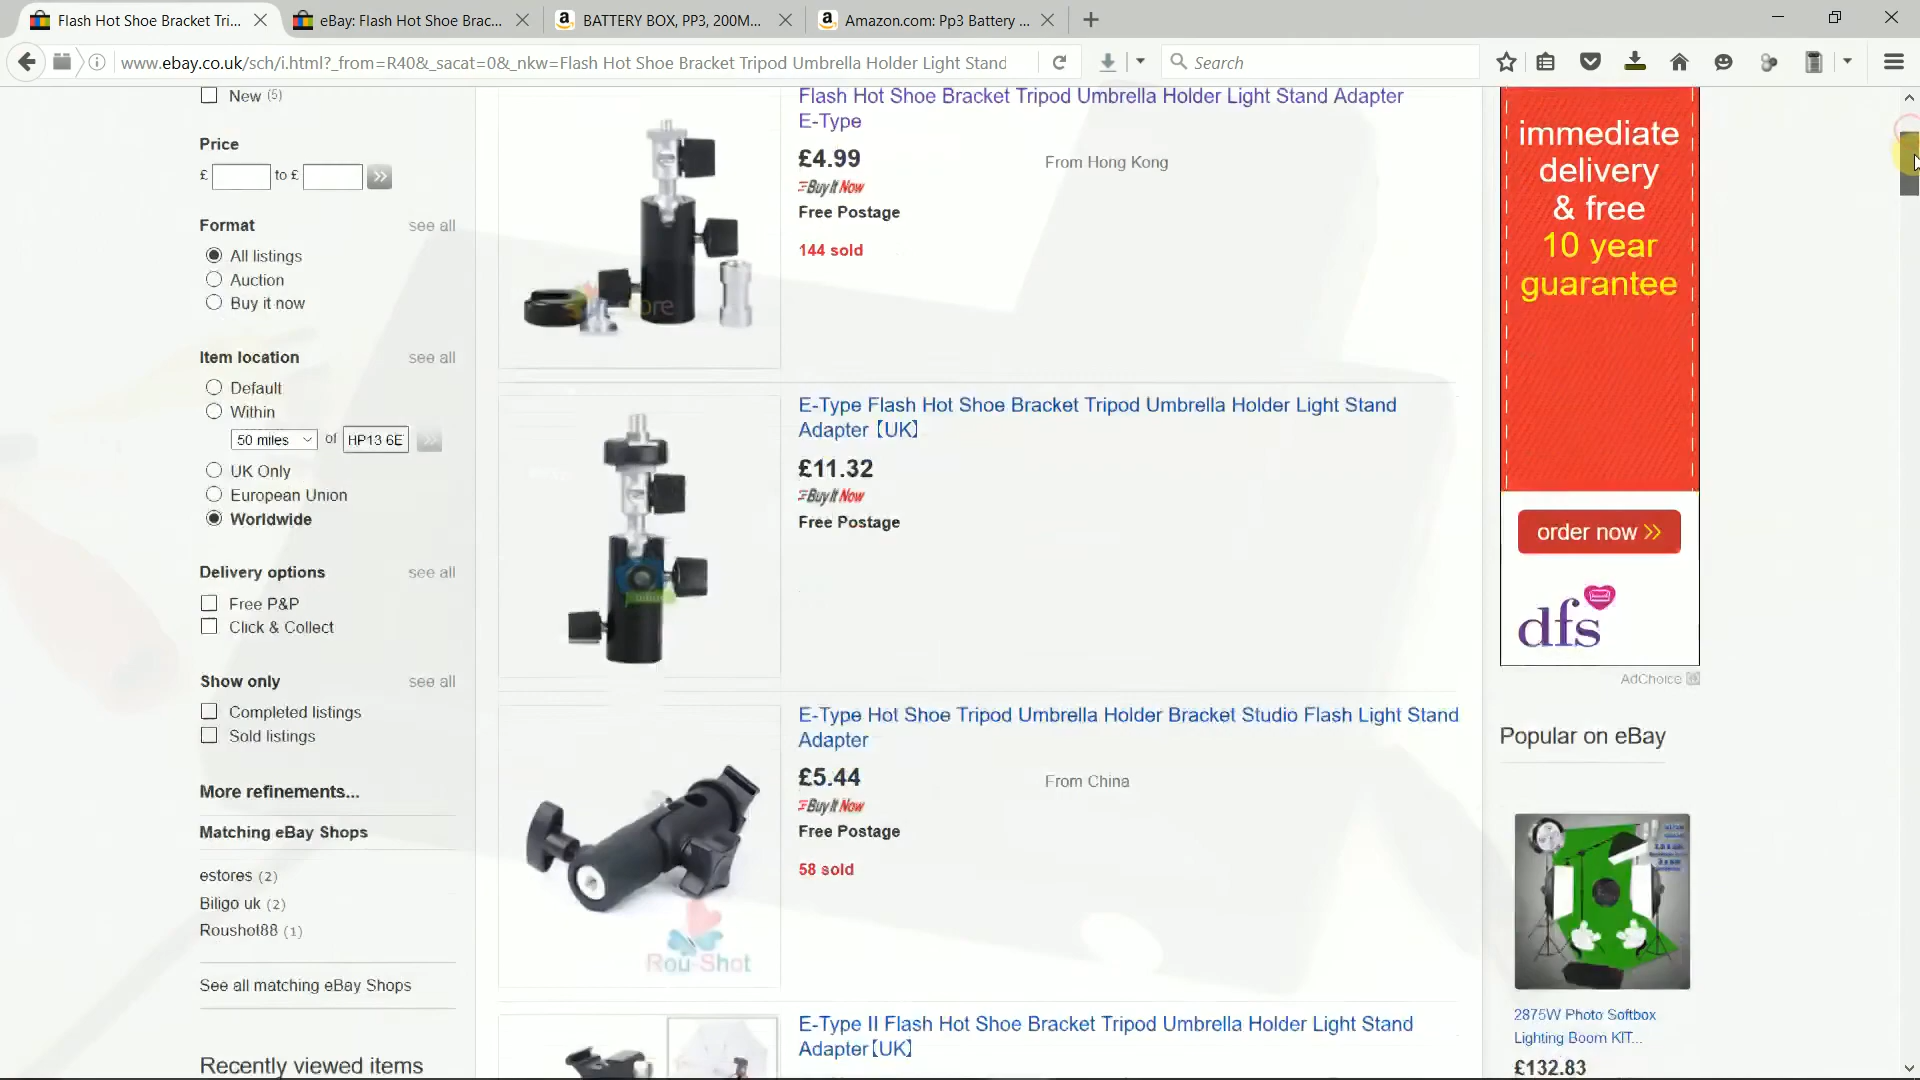 Flash Hot Shoe Bracket Tri...
eBay: Flash Hot Shoe Brac...
BATTERY BOX, PP3, 200M...
Amazon.com: Pp3 Battery ...
www.ebay.co.uk/sch/i.html?_from=R40&_sacat=0&_nkw=Flash Hot Shoe Bracket Tripod Umbrella Holder Light Stand
Search
New (5)
Price
£ to £
Format see all
All listings
Auction
Buy it now
Item location see all
Default
Within
50 miles of HP13 6E
UK Only
European Union
Worldwide
Delivery options see all
Free P&P
Click & Collect
Show only see all
Completed listings
Sold listings
More refinements...
Matching eBay Shops
estores (2)
Biligo uk (2)
Roushot88 (1)
See all matching eBay Shops
Recently viewed items
Flash Hot Shoe Bracket Tripod Umbrella Holder Light Stand Adapter
E-Type
£4.99
From Hong Kong
Buy It Now
Free Postage
144 sold
E-Type Flash Hot Shoe Bracket Tripod Umbrella Holder Light Stand
Adapter【UK】
£11.32
Buy It Now
Free Postage
E-Type Hot Shoe Tripod Umbrella Holder Bracket Studio Flash Light Stand
Adapter
£5.44
From China
Buy It Now
Free Postage
58 sold
Rou-Shot
E-Type II Flash Hot Shoe Bracket Tripod Umbrella Holder Light Stand
Adapter【UK】
immediate
delivery
& free
10 year
guarantee
order now >>
dfs
AdChoice
Popular on eBay
2875W Photo Softbox
Lighting Boom KIT...
£132.83